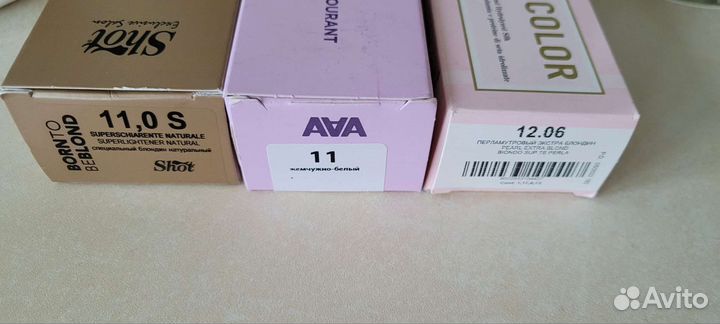 Shot
Exclusive Salon
BORN TO
BE BLOND
11,0 S
SUPERSCHIARENTE NATURALE
SUPERLIGHTENER NATURAL
специальный блондин натуральный
Shot
OURANT
AVA
11
жемчужно-белый
COLOR
12.06
ПЕРЛАМУТРОВЫЙ ЭКСТРА БЛОНДИН
PEARL EXTRA BLOND
Avito